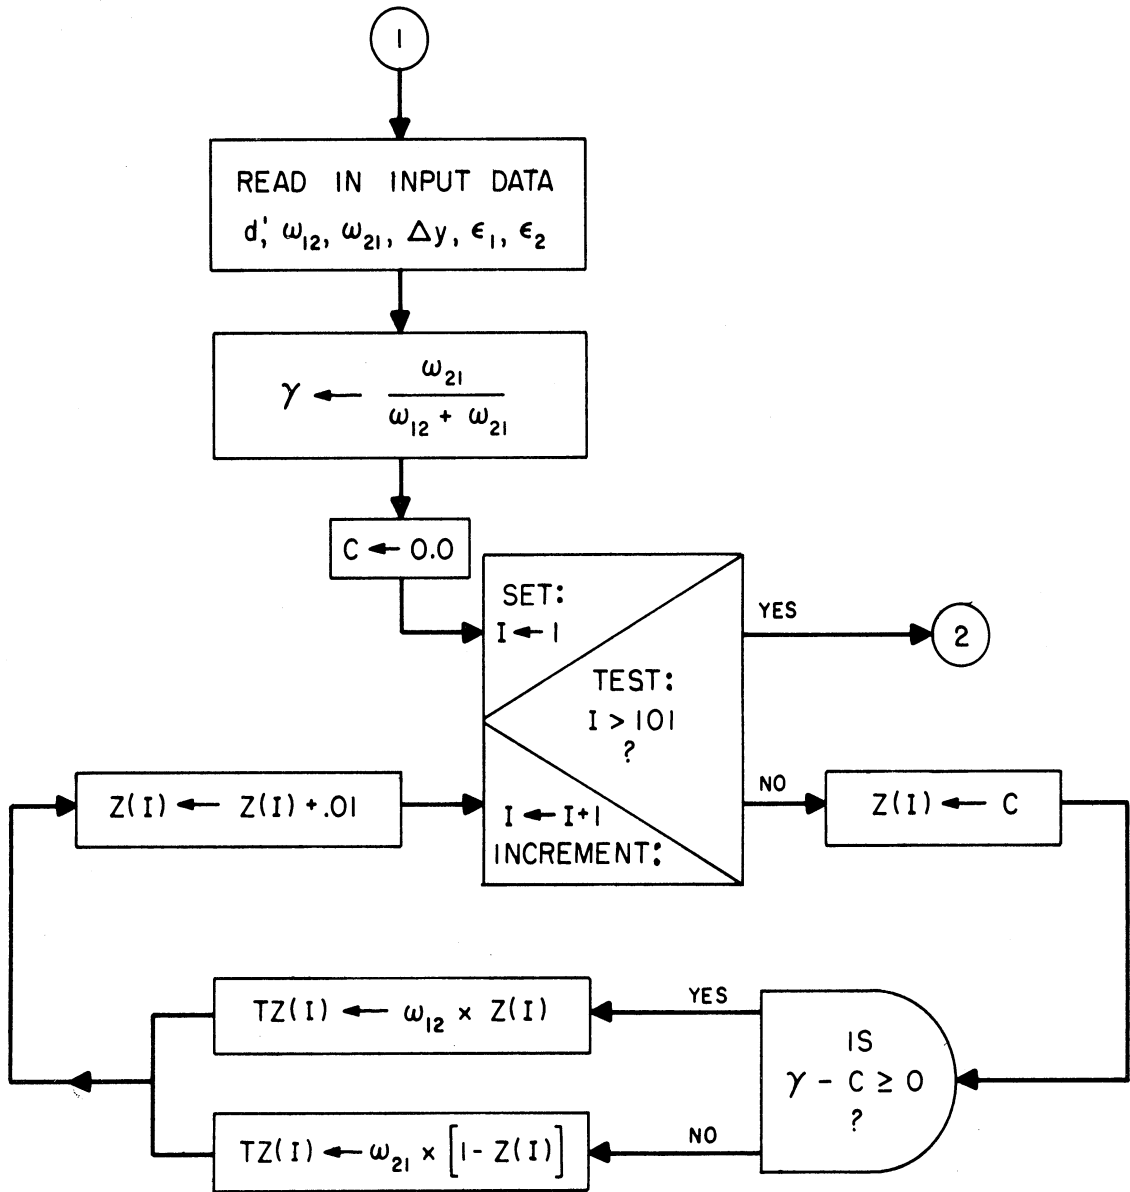 1
READ IN INPUT DATA
d', ω₁₂, ω₂₁, Δy, ϵ₁, ϵ₂
γ ← ω₂₁ / ω₁₂ + ω₂₁
C ← 0.0
SET:
I ← 1
YES
2
TEST:
I > 101
?
NO
Z(I) ← Z(I) + .01
I ← I+1
INCREMENT:
Z(I) ← C
TZ(I) ← ω₁₂ x Z(I)
YES
IS
γ - C ≥ 0
?
TZ(I) ← ω₂₁ x [1- Z(I)]
NO